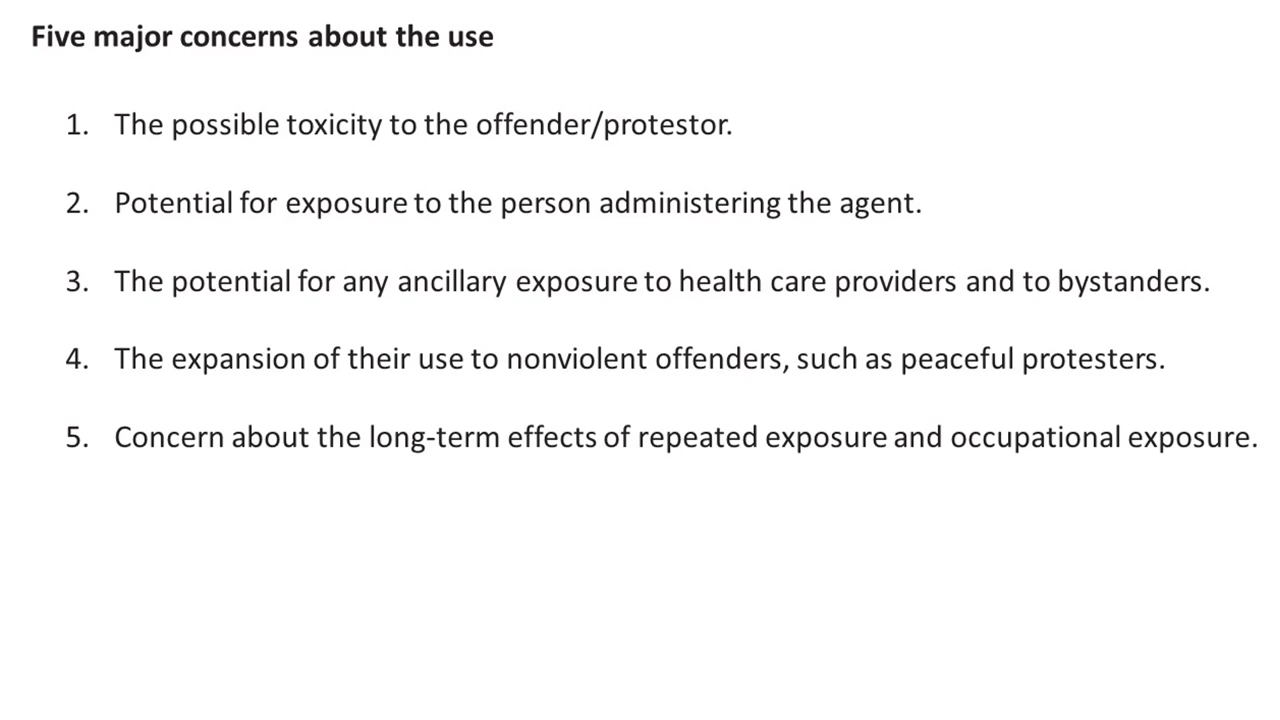 Five major concerns about the use
1. The possible toxicity to the offender/protestor.
2. Potential for exposure to the person administering the agent.
3. The potential for any ancillary exposure to health care providers and to bystanders.
4. The expansion of their use to nonviolent offenders, such as peaceful protesters.
5. Concern about the long-term effects of repeated exposure and occupational exposure.